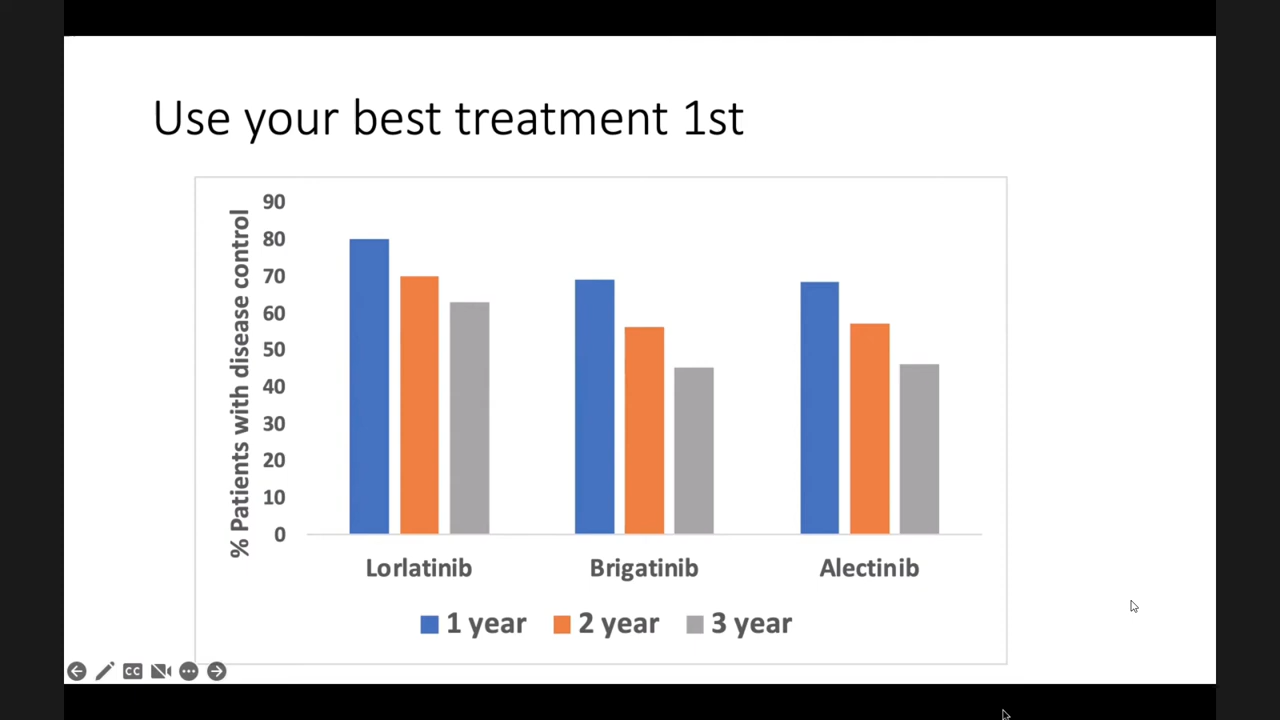 Use your best treatment 1st
% Patients with disease control
90
80
70
60
50
40
30
20
10
0
Lorlatinib Brigatinib Alectinib
1 year 2 year 3 year
CC